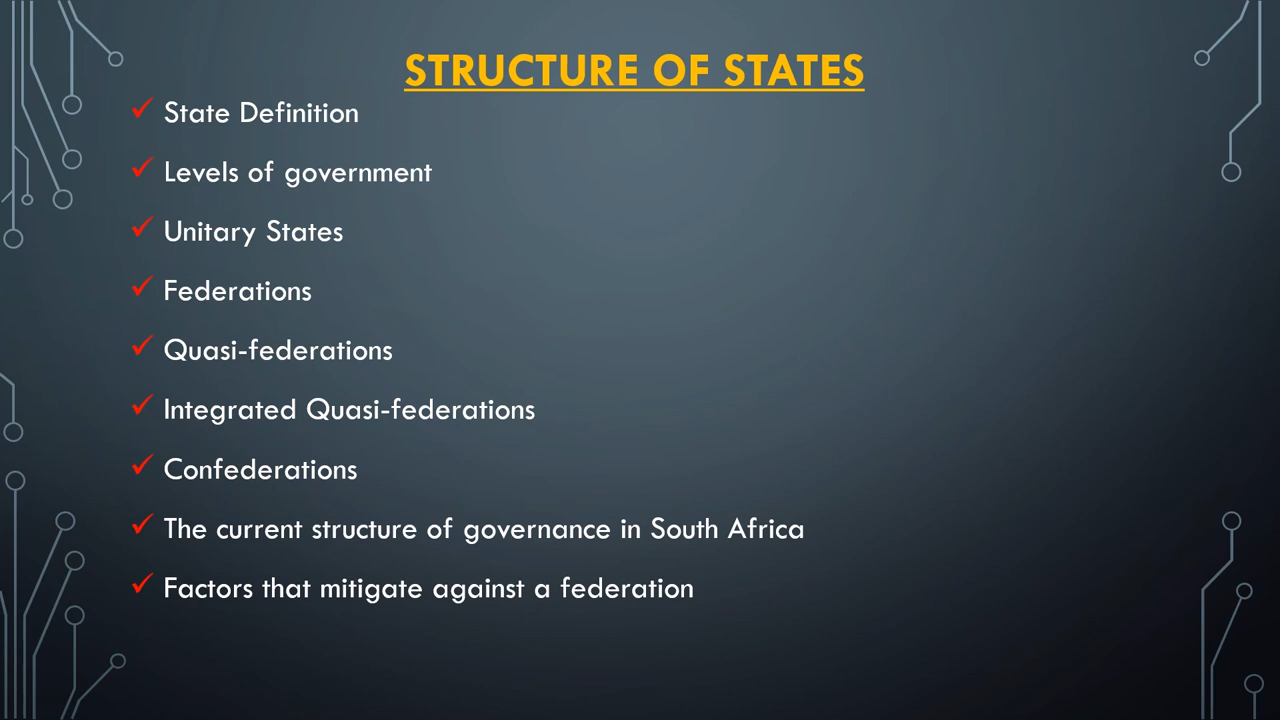 STRUCTURE OF STATES
✓ State Definition
✓ Levels of government
✓ Unitary States
✓ Federations
✓ Quasi-federations
✓ Integrated Quasi-federations
✓ Confederations
✓ The current structure of governance in South Africa
✓ Factors that mitigate against a federation